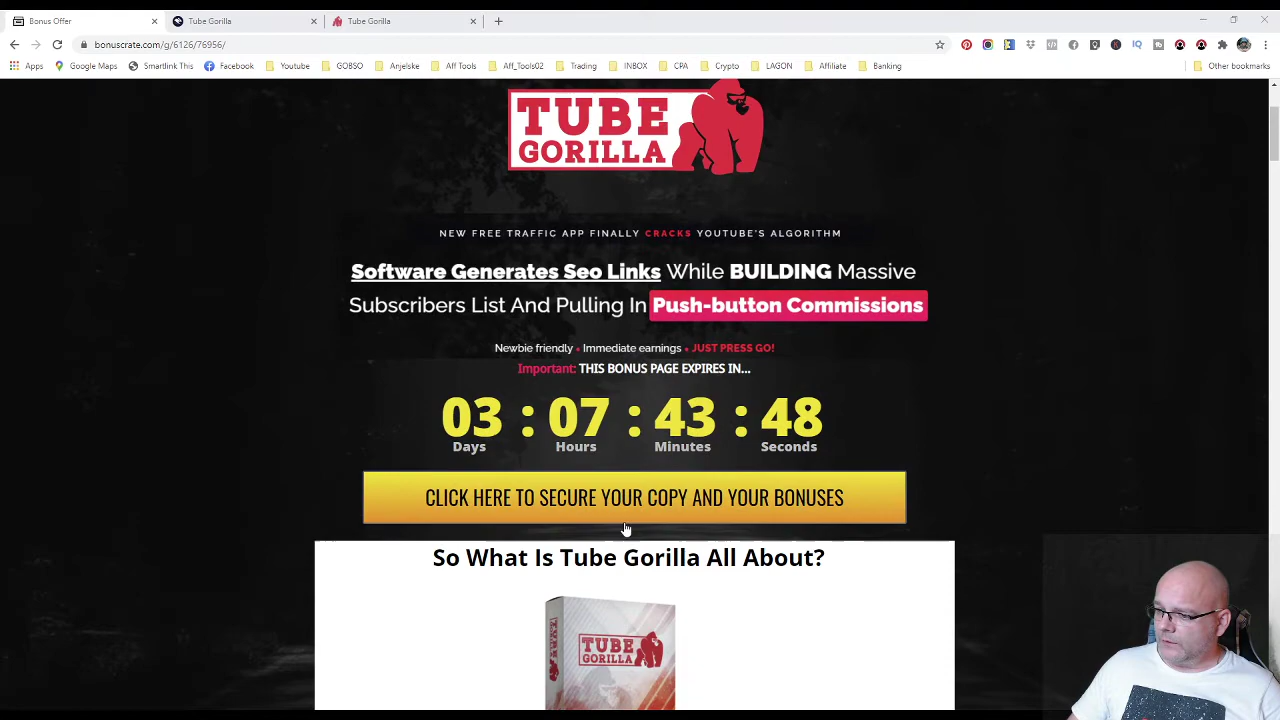 Bonus Offer
Tube Gorilla
Tube Gorilla
bonuscrate.com/g/6126/76956/
Apps Google Maps Smartlink This Facebook Youtube GOBSO Anjelske Aff Tools Aff_Tools02 Trading INBOX CPA Crypto LAGON Affiliate Banking Other bookmarks
TUBE
GORILLA
NEW FREE TRAFFIC APP FINALLY CRACKS YOUTUBE'S ALGORITHM
Software Generates Seo Links While BUILDING Massive
Subscribers List And Pulling In Push-button Commissions
Newbie friendly • Immediate earnings • JUST PRESS GO!
Important: THIS BONUS PAGE EXPIRES IN...
03 : 07 : 43 : 48
Days Hours Minutes Seconds
CLICK HERE TO SECURE YOUR COPY AND YOUR BONUSES
So What Is Tube Gorilla All About?
TUBE
GORILLA